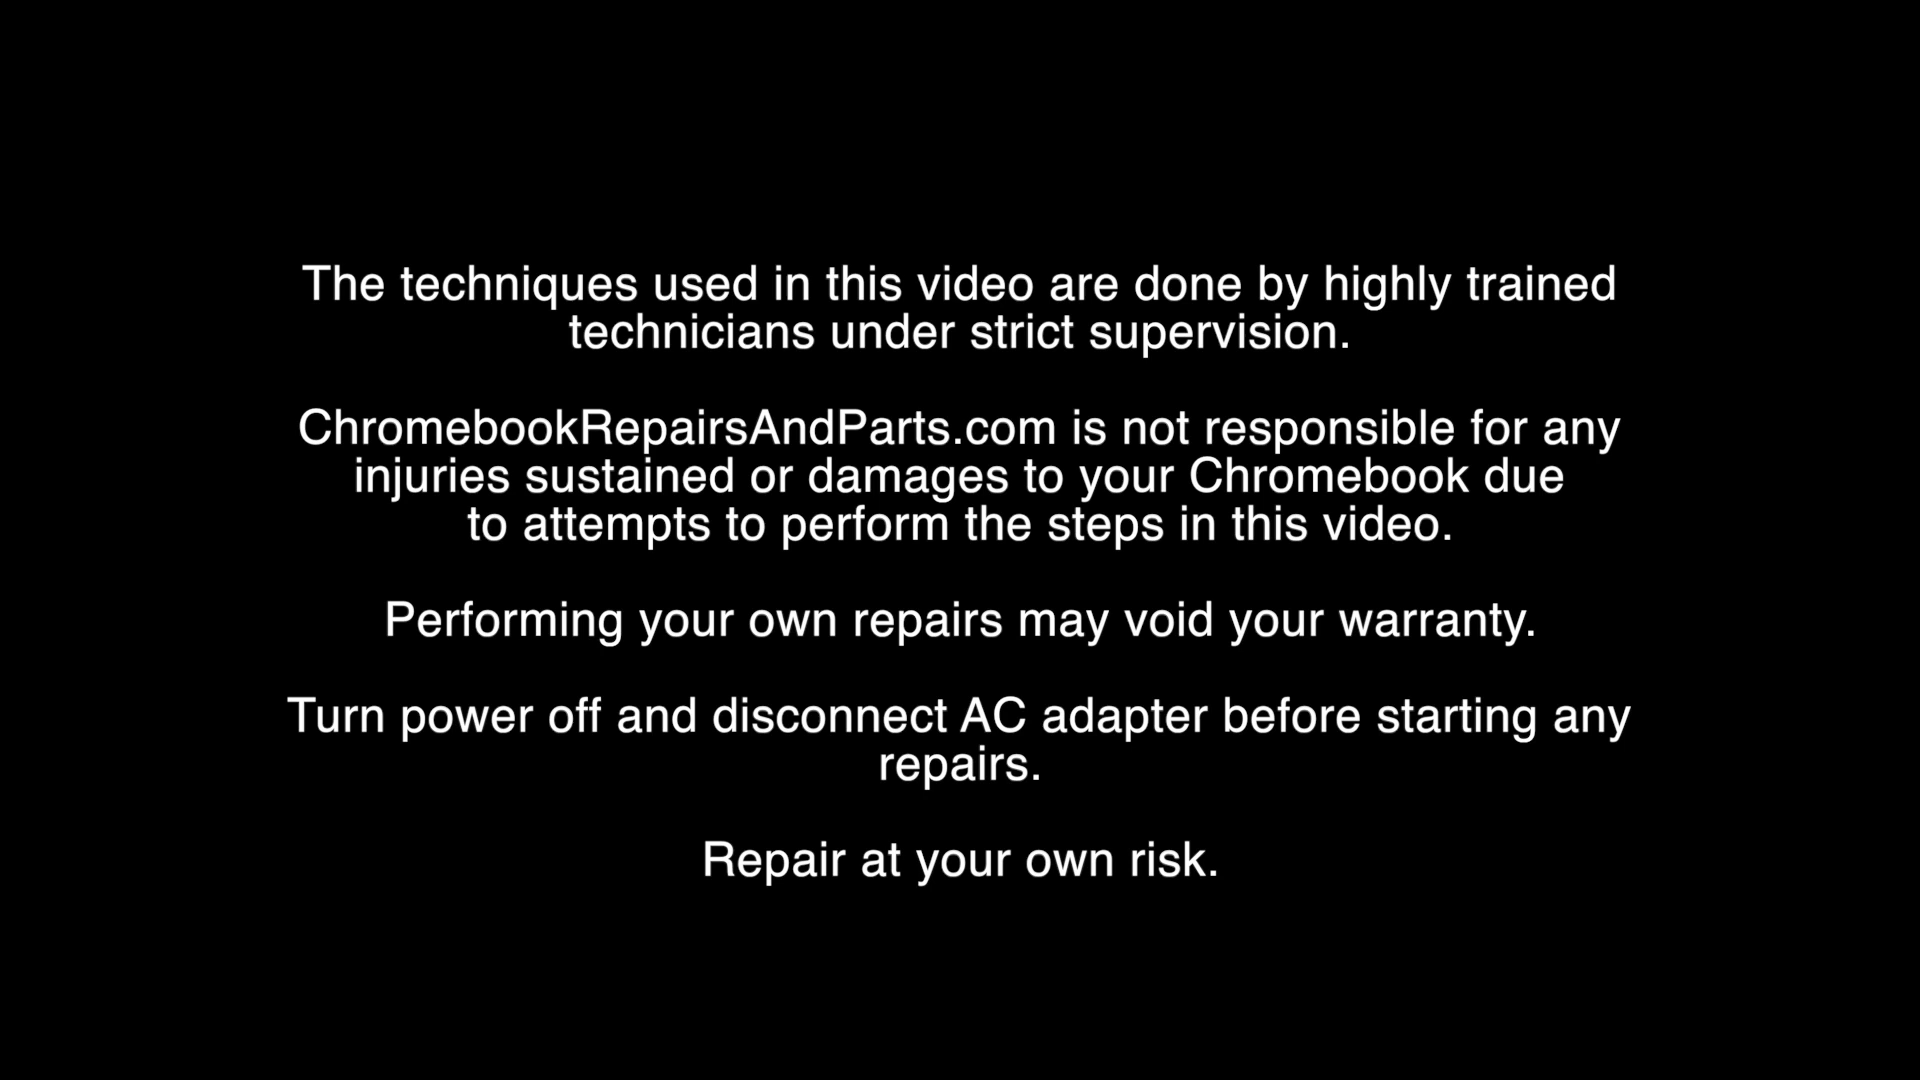 The techniques used in this video are done by highly trained
technicians under strict supervision.
ChromebookRepairsAndParts.com is not responsible for any
injuries sustained or damages to your Chromebook due
to attempts to perform the steps in this video.
Performing your own repairs may void your warranty.
Turn power off and disconnect AC adapter before starting any
repairs.
Repair at your own risk.